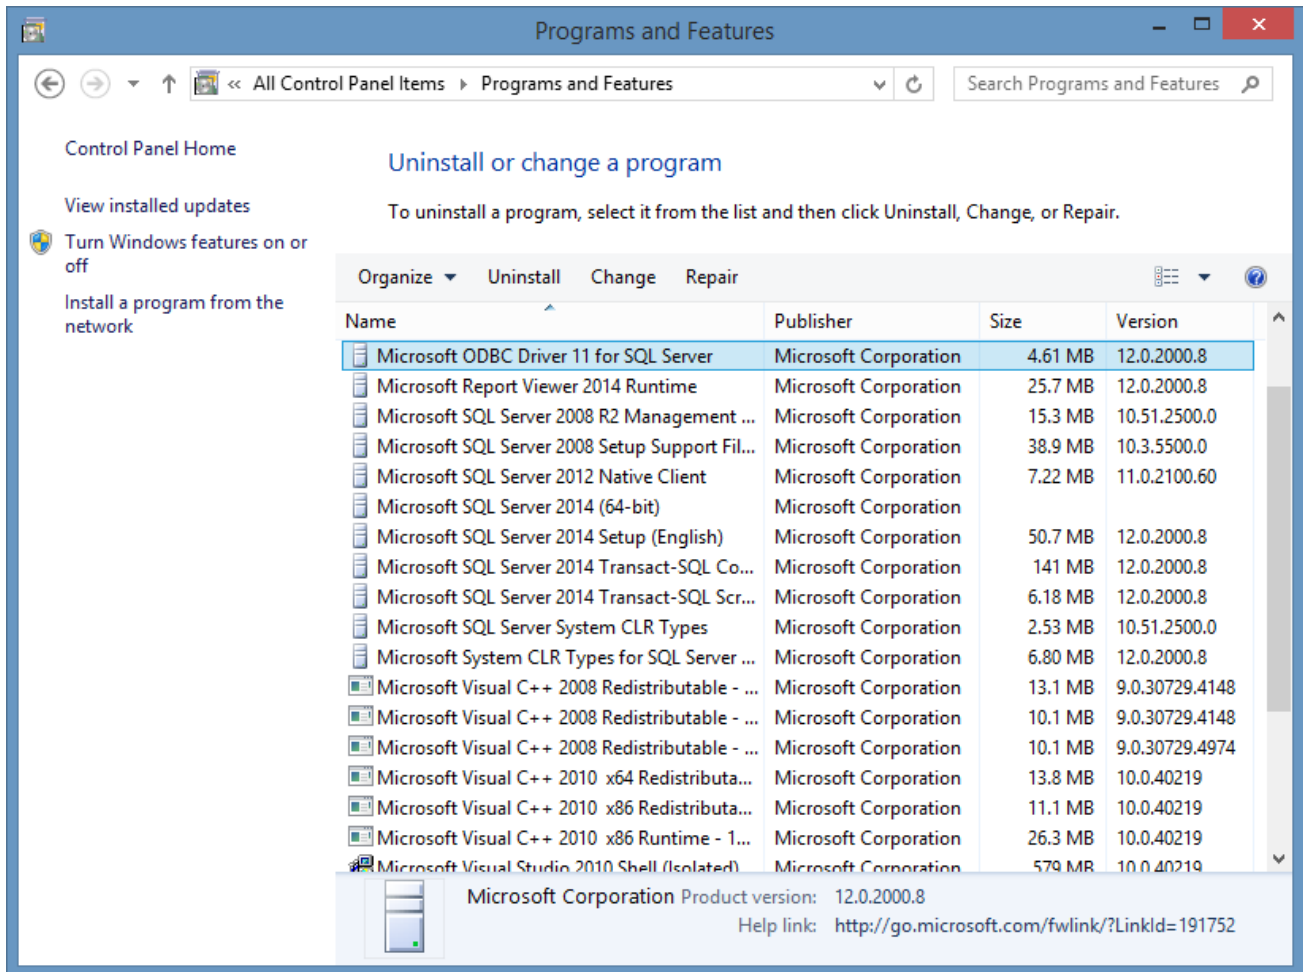 Programs and Features
« All Control Panel Items Programs and Features
Search Programs and Features
Control Panel Home
View installed updates
Turn Windows features on or
off
Install a program from the
network
Uninstall or change a program
To uninstall a program, select it from the list and then click Uninstall, Change, or Repair.
Organize Uninstall Change Repair
Name Publisher Size Version
Microsoft ODBC Driver 11 for SQL Server Microsoft Corporation 4.61 MB 12.0.2000.8
Microsoft Report Viewer 2014 Runtime Microsoft Corporation 25.7 MB 12.0.2000.8
Microsoft SQL Server 2008 R2 Management ... Microsoft Corporation 15.3 MB 10.51.2500.0
Microsoft SQL Server 2008 Setup Support Fil... Microsoft Corporation 38.9 MB 10.3.5500.0
Microsoft SQL Server 2012 Native Client Microsoft Corporation 7.22 MB 11.0.2100.60
Microsoft SQL Server 2014 (64-bit) Microsoft Corporation
Microsoft SQL Server 2014 Setup (English) Microsoft Corporation 50.7 MB 12.0.2000.8
Microsoft SQL Server 2014 Transact-SQL Co... Microsoft Corporation 141 MB 12.0.2000.8
Microsoft SQL Server 2014 Transact-SQL Scr... Microsoft Corporation 6.18 MB 12.0.2000.8
Microsoft SQL Server System CLR Types Microsoft Corporation 2.53 MB 10.51.2500.0
Microsoft System CLR Types for SQL Server ... Microsoft Corporation 6.80 MB 12.0.2000.8
Microsoft Visual C++ 2008 Redistributable - ... Microsoft Corporation 13.1 MB 9.0.30729.4148
Microsoft Visual C++ 2008 Redistributable - ... Microsoft Corporation 10.1 MB 9.0.30729.4148
Microsoft Visual C++ 2008 Redistributable - ... Microsoft Corporation 10.1 MB 9.0.30729.4974
Microsoft Visual C++ 2010 x64 Redistributa... Microsoft Corporation 13.8 MB 10.0.40219
Microsoft Visual C++ 2010 x86 Redistributa... Microsoft Corporation 11.1 MB 10.0.40219
Microsoft Visual C++ 2010 x86 Runtime - 1... Microsoft Corporation 26.3 MB 10.0.40219
Microsoft Visual Studio 2010 Shell (Isolated) Microsoft Corporation 579 MB 10.0.40219
Microsoft Corporation Product version: 12.0.2000.8
Help link: http://go.microsoft.com/fwlink/?LinkId=191752